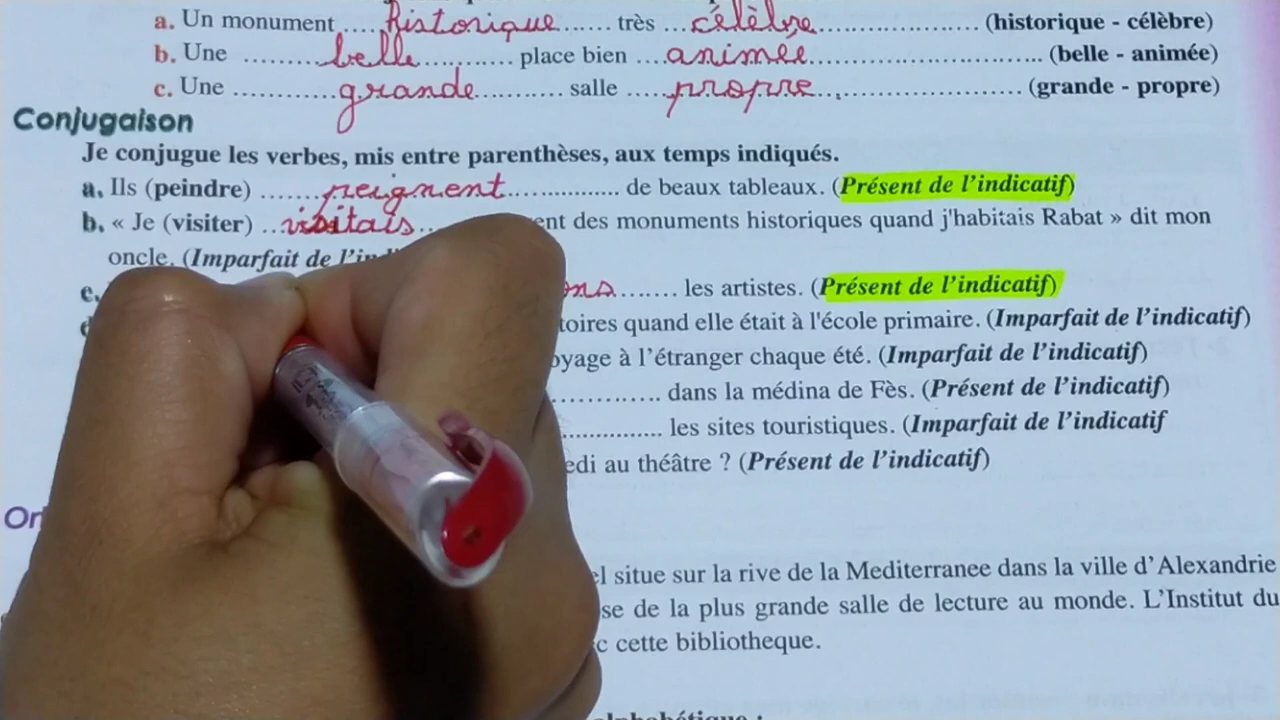 a. Un monument .... historique ....... très ... célèbre ........................ (historique - célèbre)
b. Une ......... belle ............ place bien .... animée .................................. (belle - animée)
c. Une ............ grande ........... salle ..... propre .............................. (grande - propre)
Conjugaison
Je conjugue les verbes, mis entre parenthèses, aux temps indiqués.
a. Ils (peindre) ...... peignent ................ de beaux tableaux. (Présent de l'indicatif)
b. « Je (visiter) .. visitais .. ent des monuments historiques quand j'habitais Rabat » dit mon
oncle. (Imparfait de l'ind
c. ons ........ les artistes. (Présent de l'indicatif)
toires quand elle était à l'école primaire. (Imparfait de l'indicatif)
oyage à l'étranger chaque été. (Imparfait de l'indicatif)
............. dans la médina de Fès. (Présent de l'indicatif)
............... les sites touristiques. (Imparfait de l'indicatif
edi au théâtre ? (Présent de l'indicatif)
Or
el situe sur la rive de la Mediterranee dans la ville d'Alexandrie
se de la plus grande salle de lecture au monde. L'Institut du
c cette bibliotheque.
alphabétique :